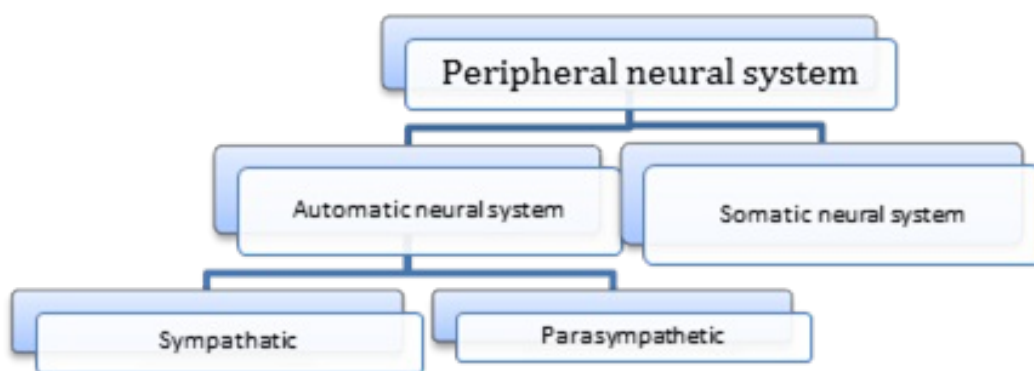 Peripheral neural system
Automatic neural system
Somatic neural system
Sympathatic
Parasympathetic